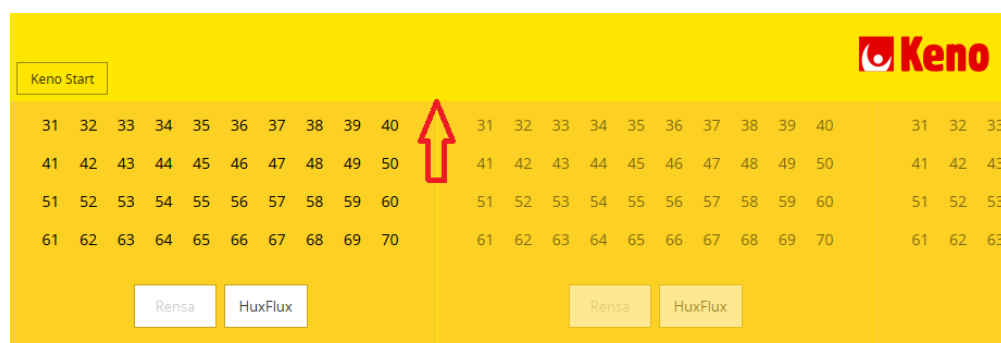 Keno
Keno Start
31 32 33 34 35 36 37 38 39 40
41 42 43 44 45 46 47 48 49 50
51 52 53 54 55 56 57 58 59 60
61 62 63 64 65 66 67 68 69 70
Rensa HuxFlux
31 32 33 34 35 36 37 38 39 40
41 42 43 44 45 46 47 48 49 50
51 52 53 54 55 56 57 58 59 60
61 62 63 64 65 66 67 68 69 70
Rensa HuxFlux
31 32 33
41 42 43
51 52 53
61 62 63